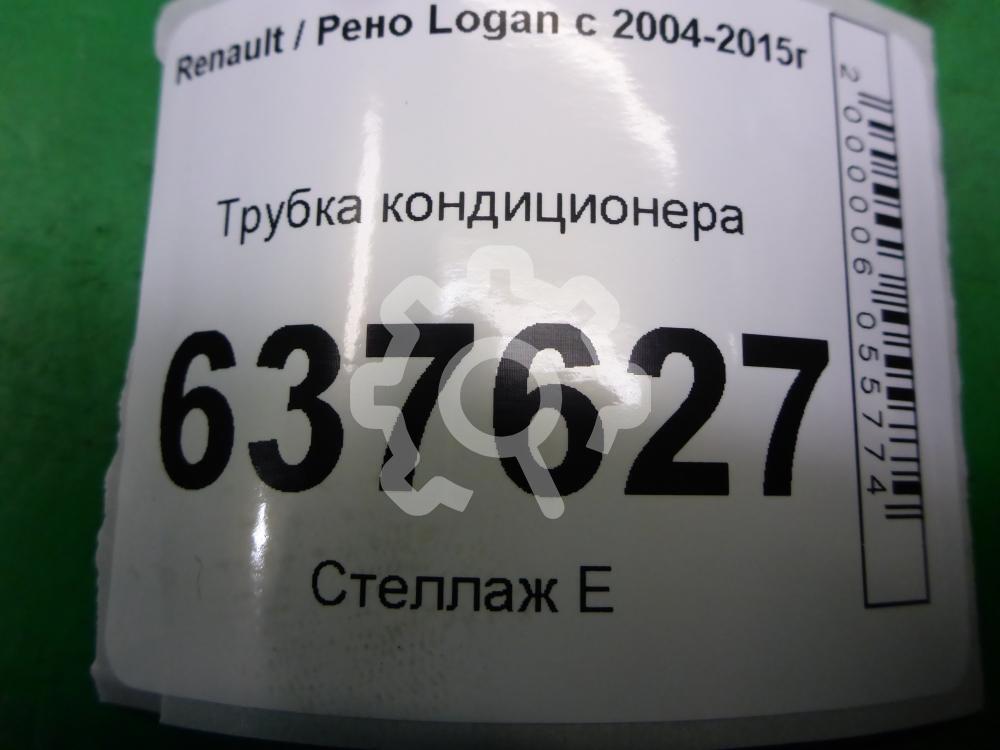 Renault / Рено Logan с 2004-2015г
Трубка кондиционера
637627
Стеллаж Е
2000006055774